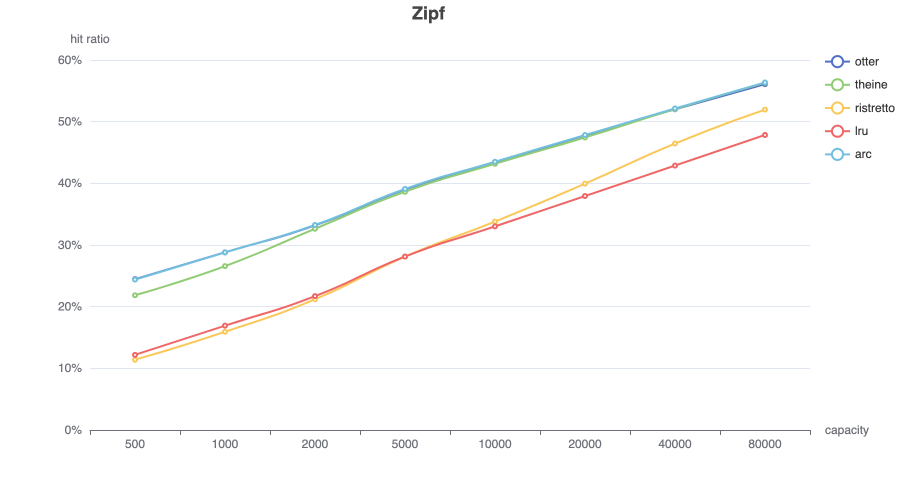 Zipf
hit ratio
60%
50%
40%
30%
20%
10%
0%
500 1000 2000 5000 10000 20000 40000 80000
capacity
otter
theine
ristretto
lru
arc